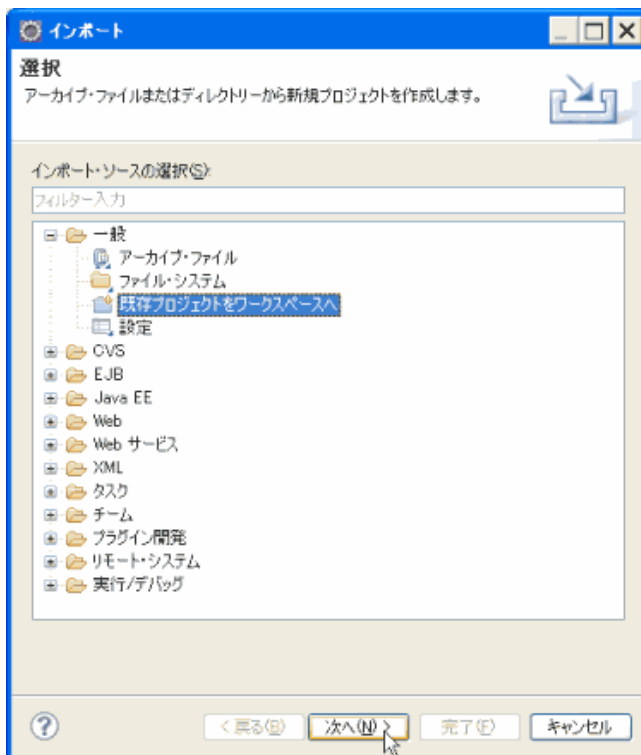 インポート
選択
アーカイブ・ファイルまたはディレクトリーから新規プロジェクトを作成します。
インポート・ソースの選択(S):
フィルター入力
一般
アーカイブ・ファイル
ファイル・システム
既存プロジェクトをワークスペースへ
設定
CVS
EJB
Java EE
Web
Web サービス
XML
タスク
チーム
プラグイン開発
リモート・システム
実行/デバッグ
< 戻る(B) 次へ(N) > 完了(F) キャンセル